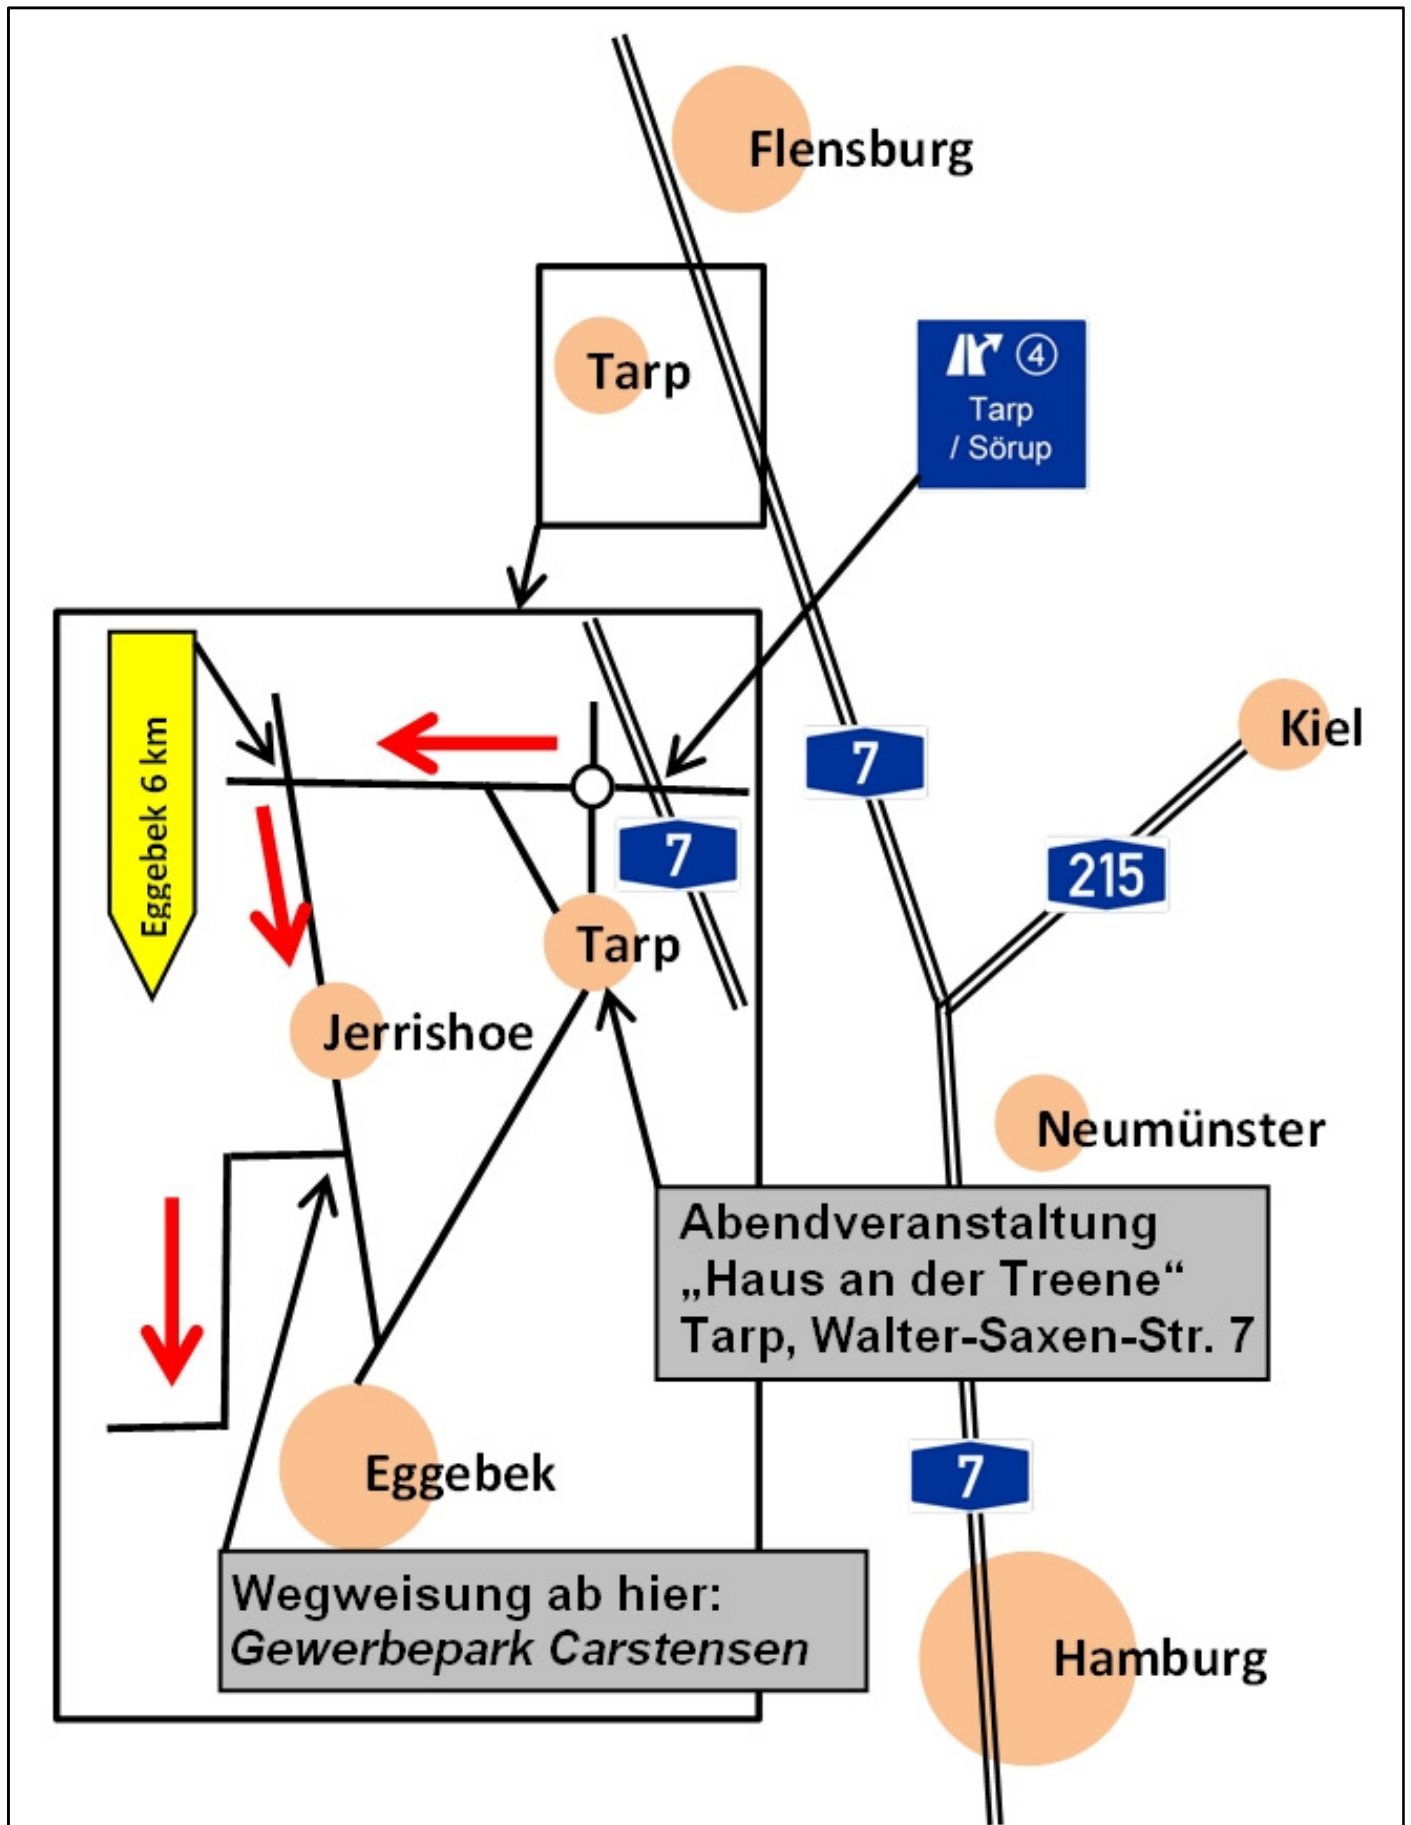 Flensburg
Tarp
4
Tarp
/ Sörup
Eggebek 6 km
7
7
Kiel
215
Tarp
Jerrishoe
Neumünster
Abendveranstaltung
„Haus an der Treene“
Tarp, Walter-Saxen-Str. 7
Eggebek
7
Wegweisung ab hier:
Gewerbepark Carstensen
Hamburg